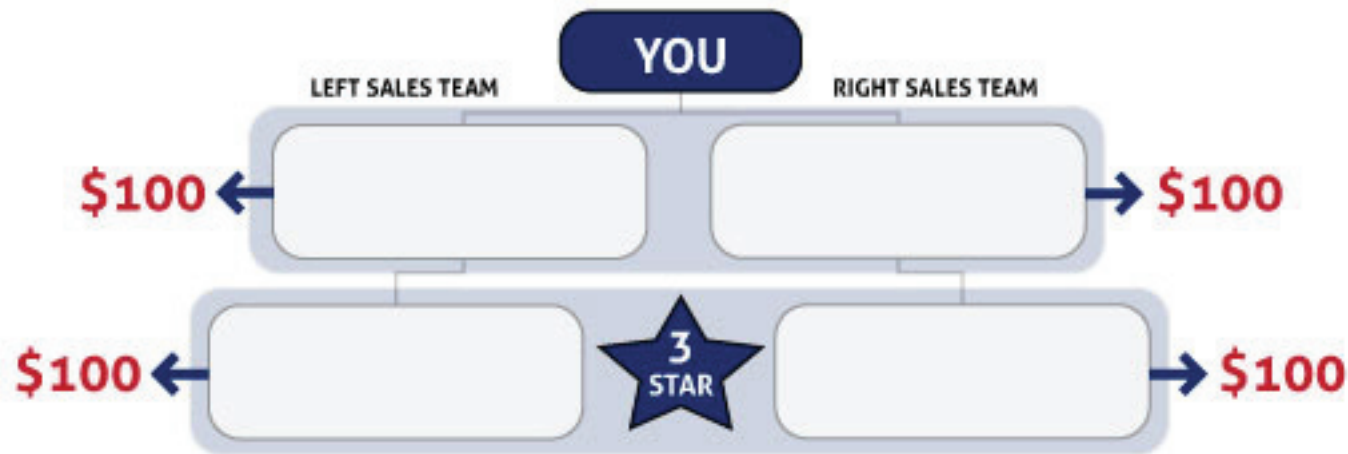 YOU
LEFT SALES TEAM
RIGHT SALES TEAM
$100
$100
$100
3
STAR
$100